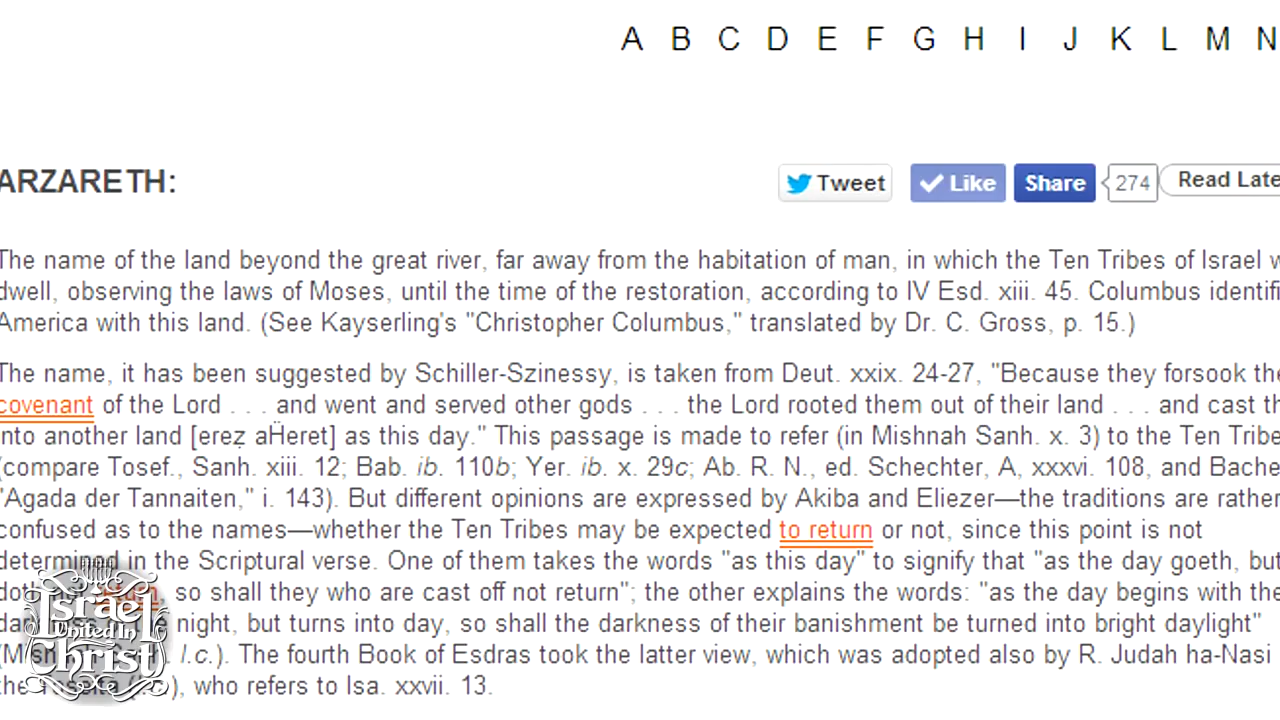 A B C D E F G H I J K L M N
ARZARETH:
Tweet Like Share 274 Read Late
The name of the land beyond the great river, far away from the habitation of man, in which the Ten Tribes of Israel w
dwell, observing the laws of Moses, until the time of the restoration, according to IV Esd. xiii. 45. Columbus identifi
America with this land. (See Kayserling's "Christopher Columbus," translated by Dr. C. Gross, p. 15.)
The name, it has been suggested by Schiller-Szinessy, is taken from Deut. xxix. 24-27, "Because they forsook the
covenant of the Lord . . . and went and served other gods . . . the Lord rooted them out of their land . . . and cast th
into another land [ereẓ aḦeret] as this day." This passage is made to refer (in Mishnah Sanh. x. 3) to the Ten Tribe
(compare Tosef., Sanh. xiii. 12; Bab. ib. 110b; Yer. ib. x. 29c; Ab. R. N., ed. Schechter, A, xxxvi. 108, and Bache
"Agada der Tannaiten," i. 143). But different opinions are expressed by Akiba and Eliezer—the traditions are rather
confused as to the names—whether the Ten Tribes may be expected to return or not, since this point is not
determined in the Scriptural verse. One of them takes the words "as this day" to signify that "as the day goeth, but
so shall they who are cast off not return"; the other explains the words: "as the day begins with the
night, but turns into day, so shall the darkness of their banishment be turned into bright daylight"
l.c.). The fourth Book of Esdras took the latter view, which was adopted also by R. Judah ha-Nasi
the who refers to Isa. xxvii. 13.
Israel
United In
Christ